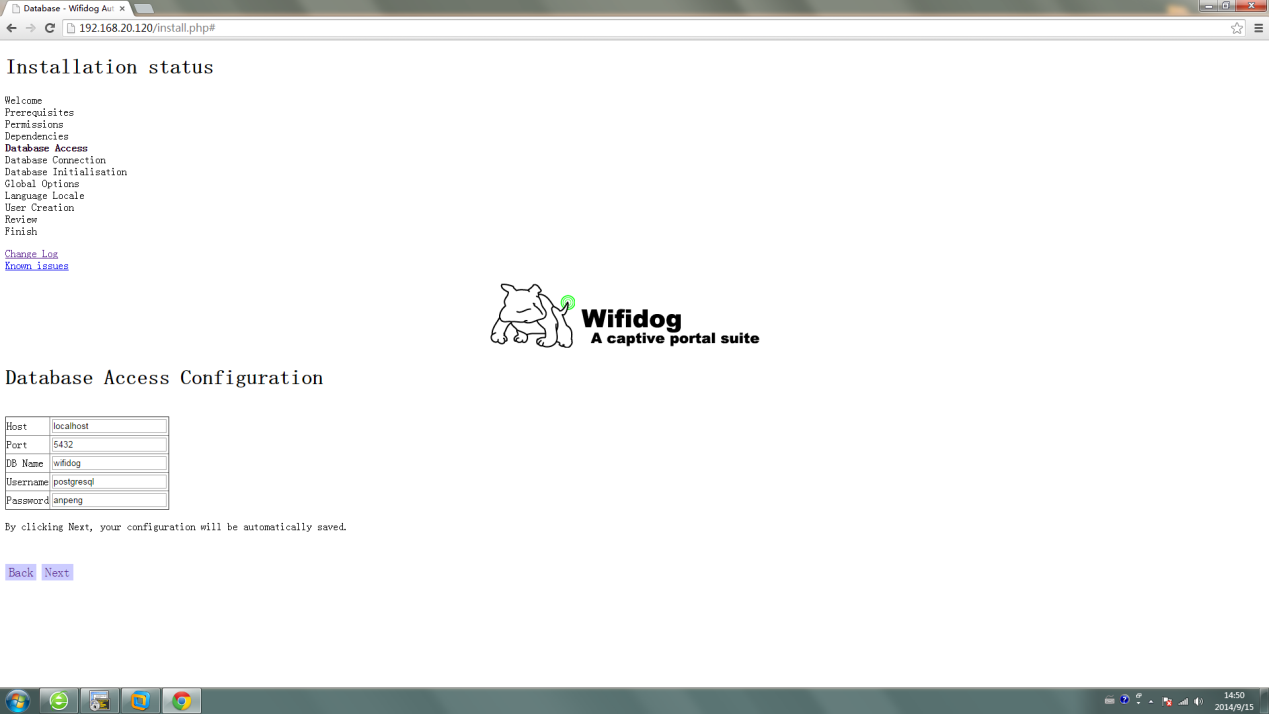 Database - Wifidog Aut
192.168.20.120/install.php#
Installation status
Welcome
Prerequisites
Permissions
Dependencies
Database Access
Database Connection
Database Initialisation
Global Options
Language Locale
User Creation
Review
Finish
Change Log
Known issues
Wifidog
A captive portal suite
Database Access Configuration
Host localhost
Port 5432
DB Name wifidog
Username postgresql
Password anpeng
By clicking Next, your configuration will be automatically saved.
Back Next
14:50
2014/9/15